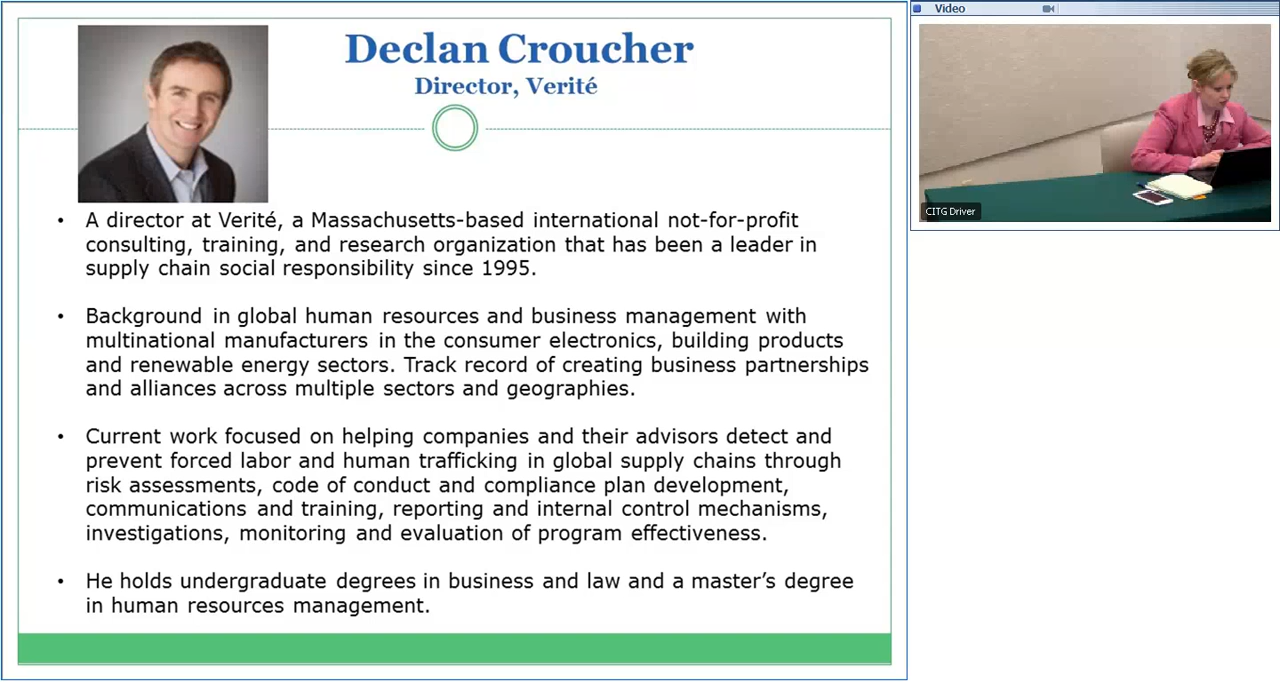 Declan Croucher
Director, Verité
• A director at Verité, a Massachusetts-based international not-for-profit
consulting, training, and research organization that has been a leader in
supply chain social responsibility since 1995.
• Background in global human resources and business management with
multinational manufacturers in the consumer electronics, building products
and renewable energy sectors. Track record of creating business partnerships
and alliances across multiple sectors and geographies.
• Current work focused on helping companies and their advisors detect and
prevent forced labor and human trafficking in global supply chains through
risk assessments, code of conduct and compliance plan development,
communications and training, reporting and internal control mechanisms,
investigations, monitoring and evaluation of program effectiveness.
• He holds undergraduate degrees in business and law and a master’s degree
in human resources management.
Video
CITG Driver